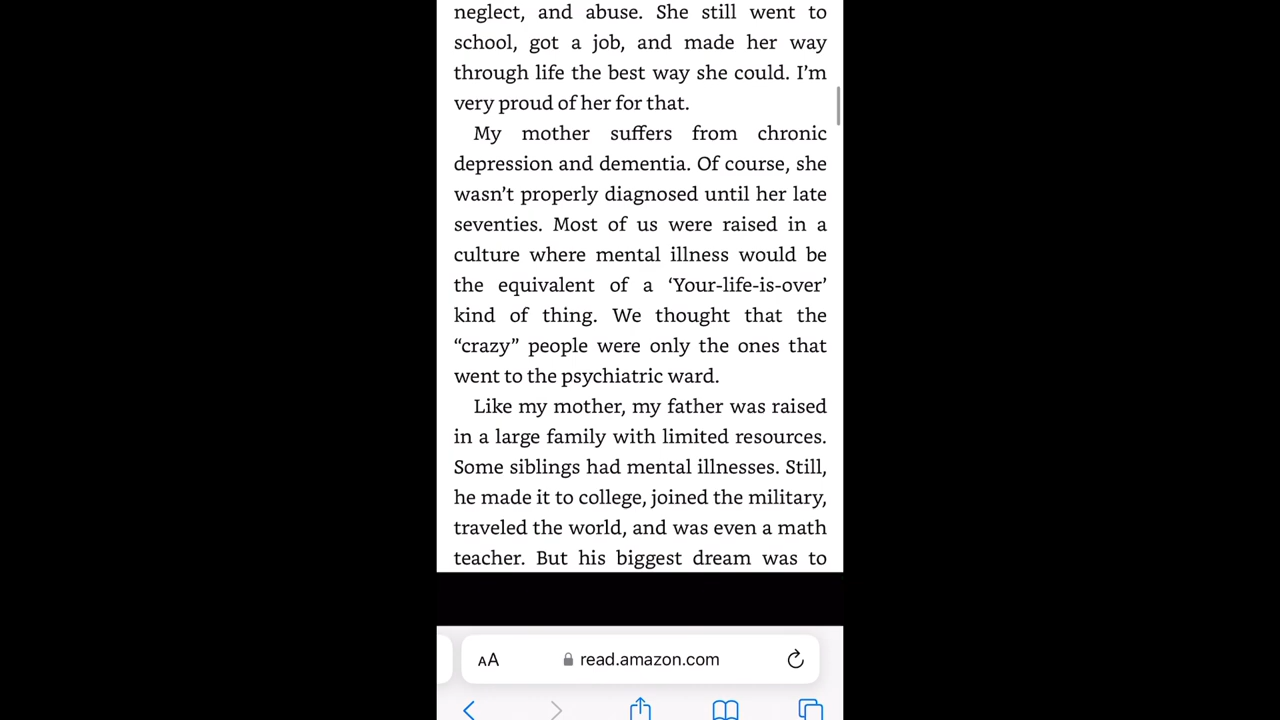 neglect, and abuse. She still went to
school, got a job, and made her way
through life the best way she could. I’m
very proud of her for that.
My mother suffers from chronic
depression and dementia. Of course, she
wasn’t properly diagnosed until her late
seventies. Most of us were raised in a
culture where mental illness would be
the equivalent of a ‘Your-life-is-over’
kind of thing. We thought that the
“crazy” people were only the ones that
went to the psychiatric ward.
Like my mother, my father was raised
in a large family with limited resources.
Some siblings had mental illnesses. Still,
he made it to college, joined the military,
traveled the world, and was even a math
teacher. But his biggest dream was to
AA read.amazon.com